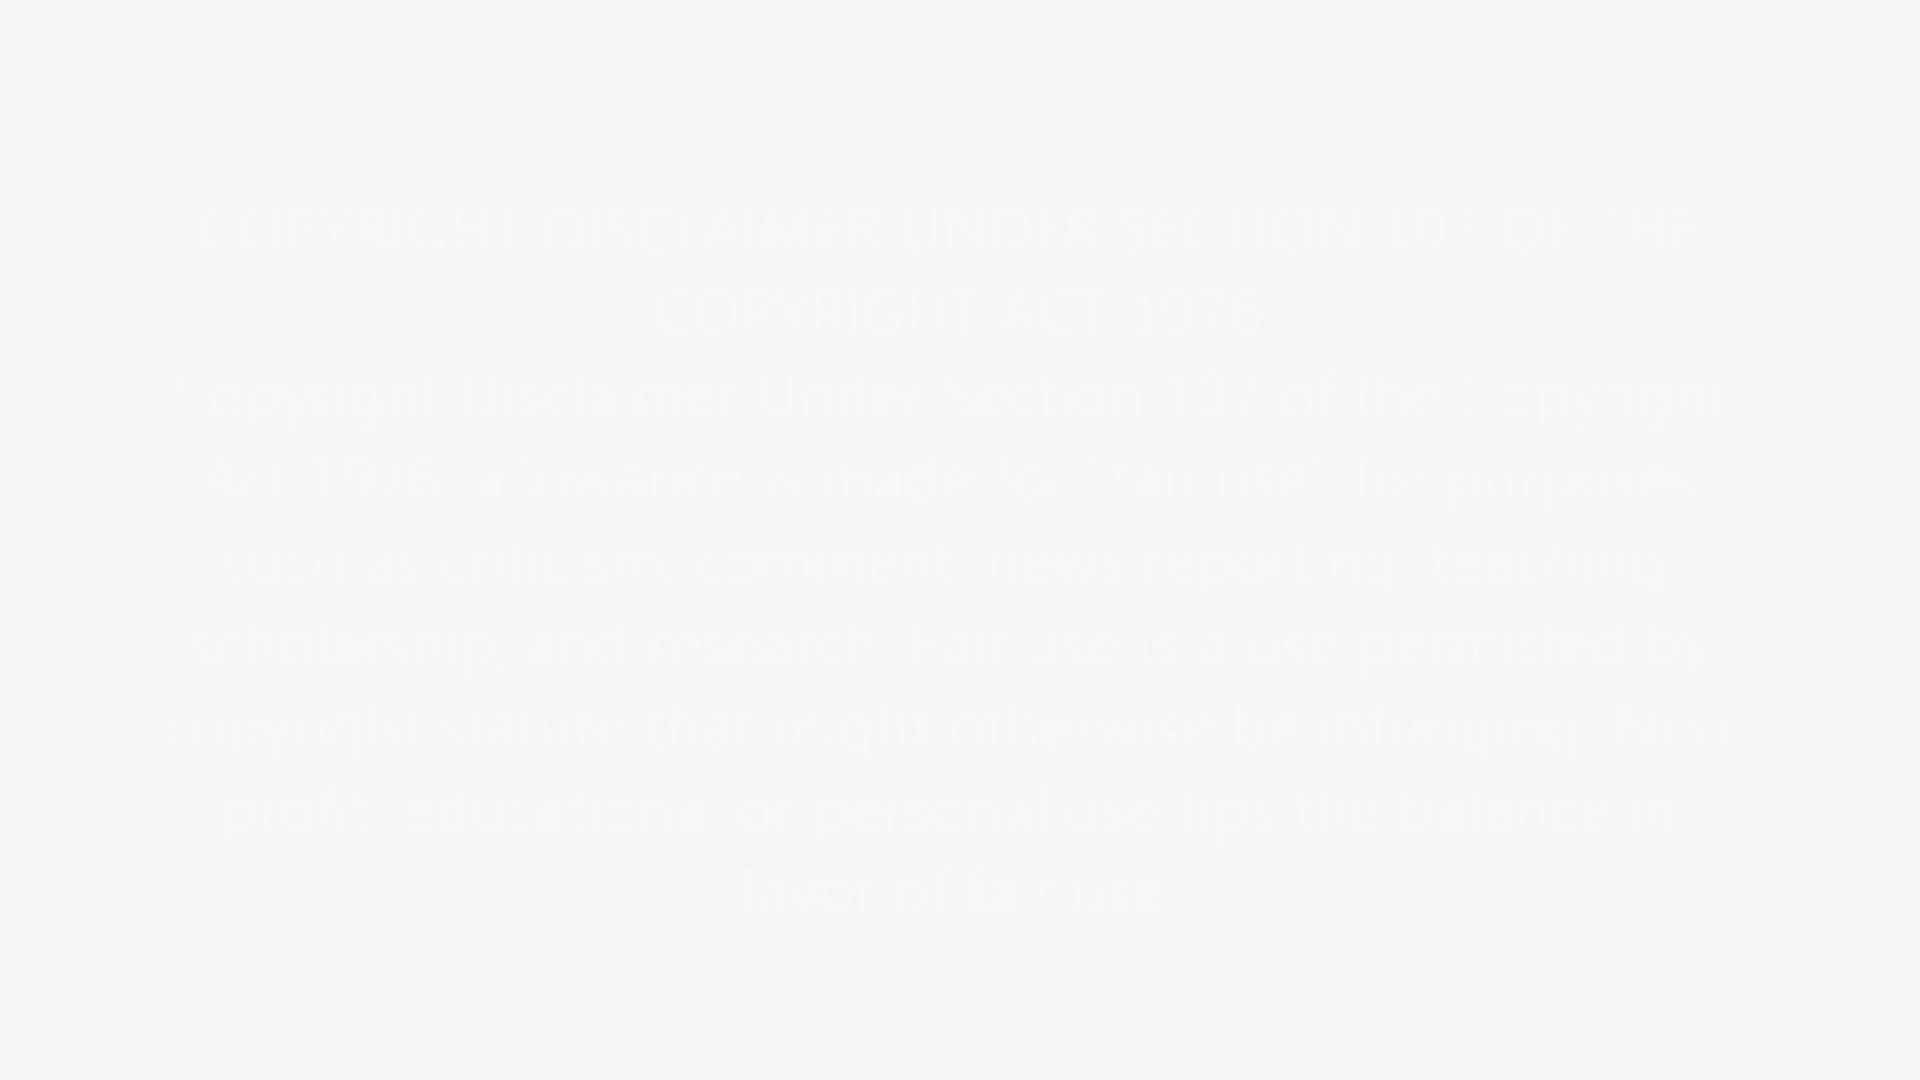 COPYRIGHT DISCLAIMER UNDER SECTION 107 OF THE
COPYRIGHT ACT 1976
Copyright Disclaimer Under Section 107 of the Copyright
Act 1976, allowance is made for "fair use" for purposes
such as criticism, comment, news reporting, teaching,
scholarship, and research. Fair use is a use permitted by
copyright statute that might otherwise be infringing. Non-
profit, educational or personal use tips the balance in
favor of fair use.